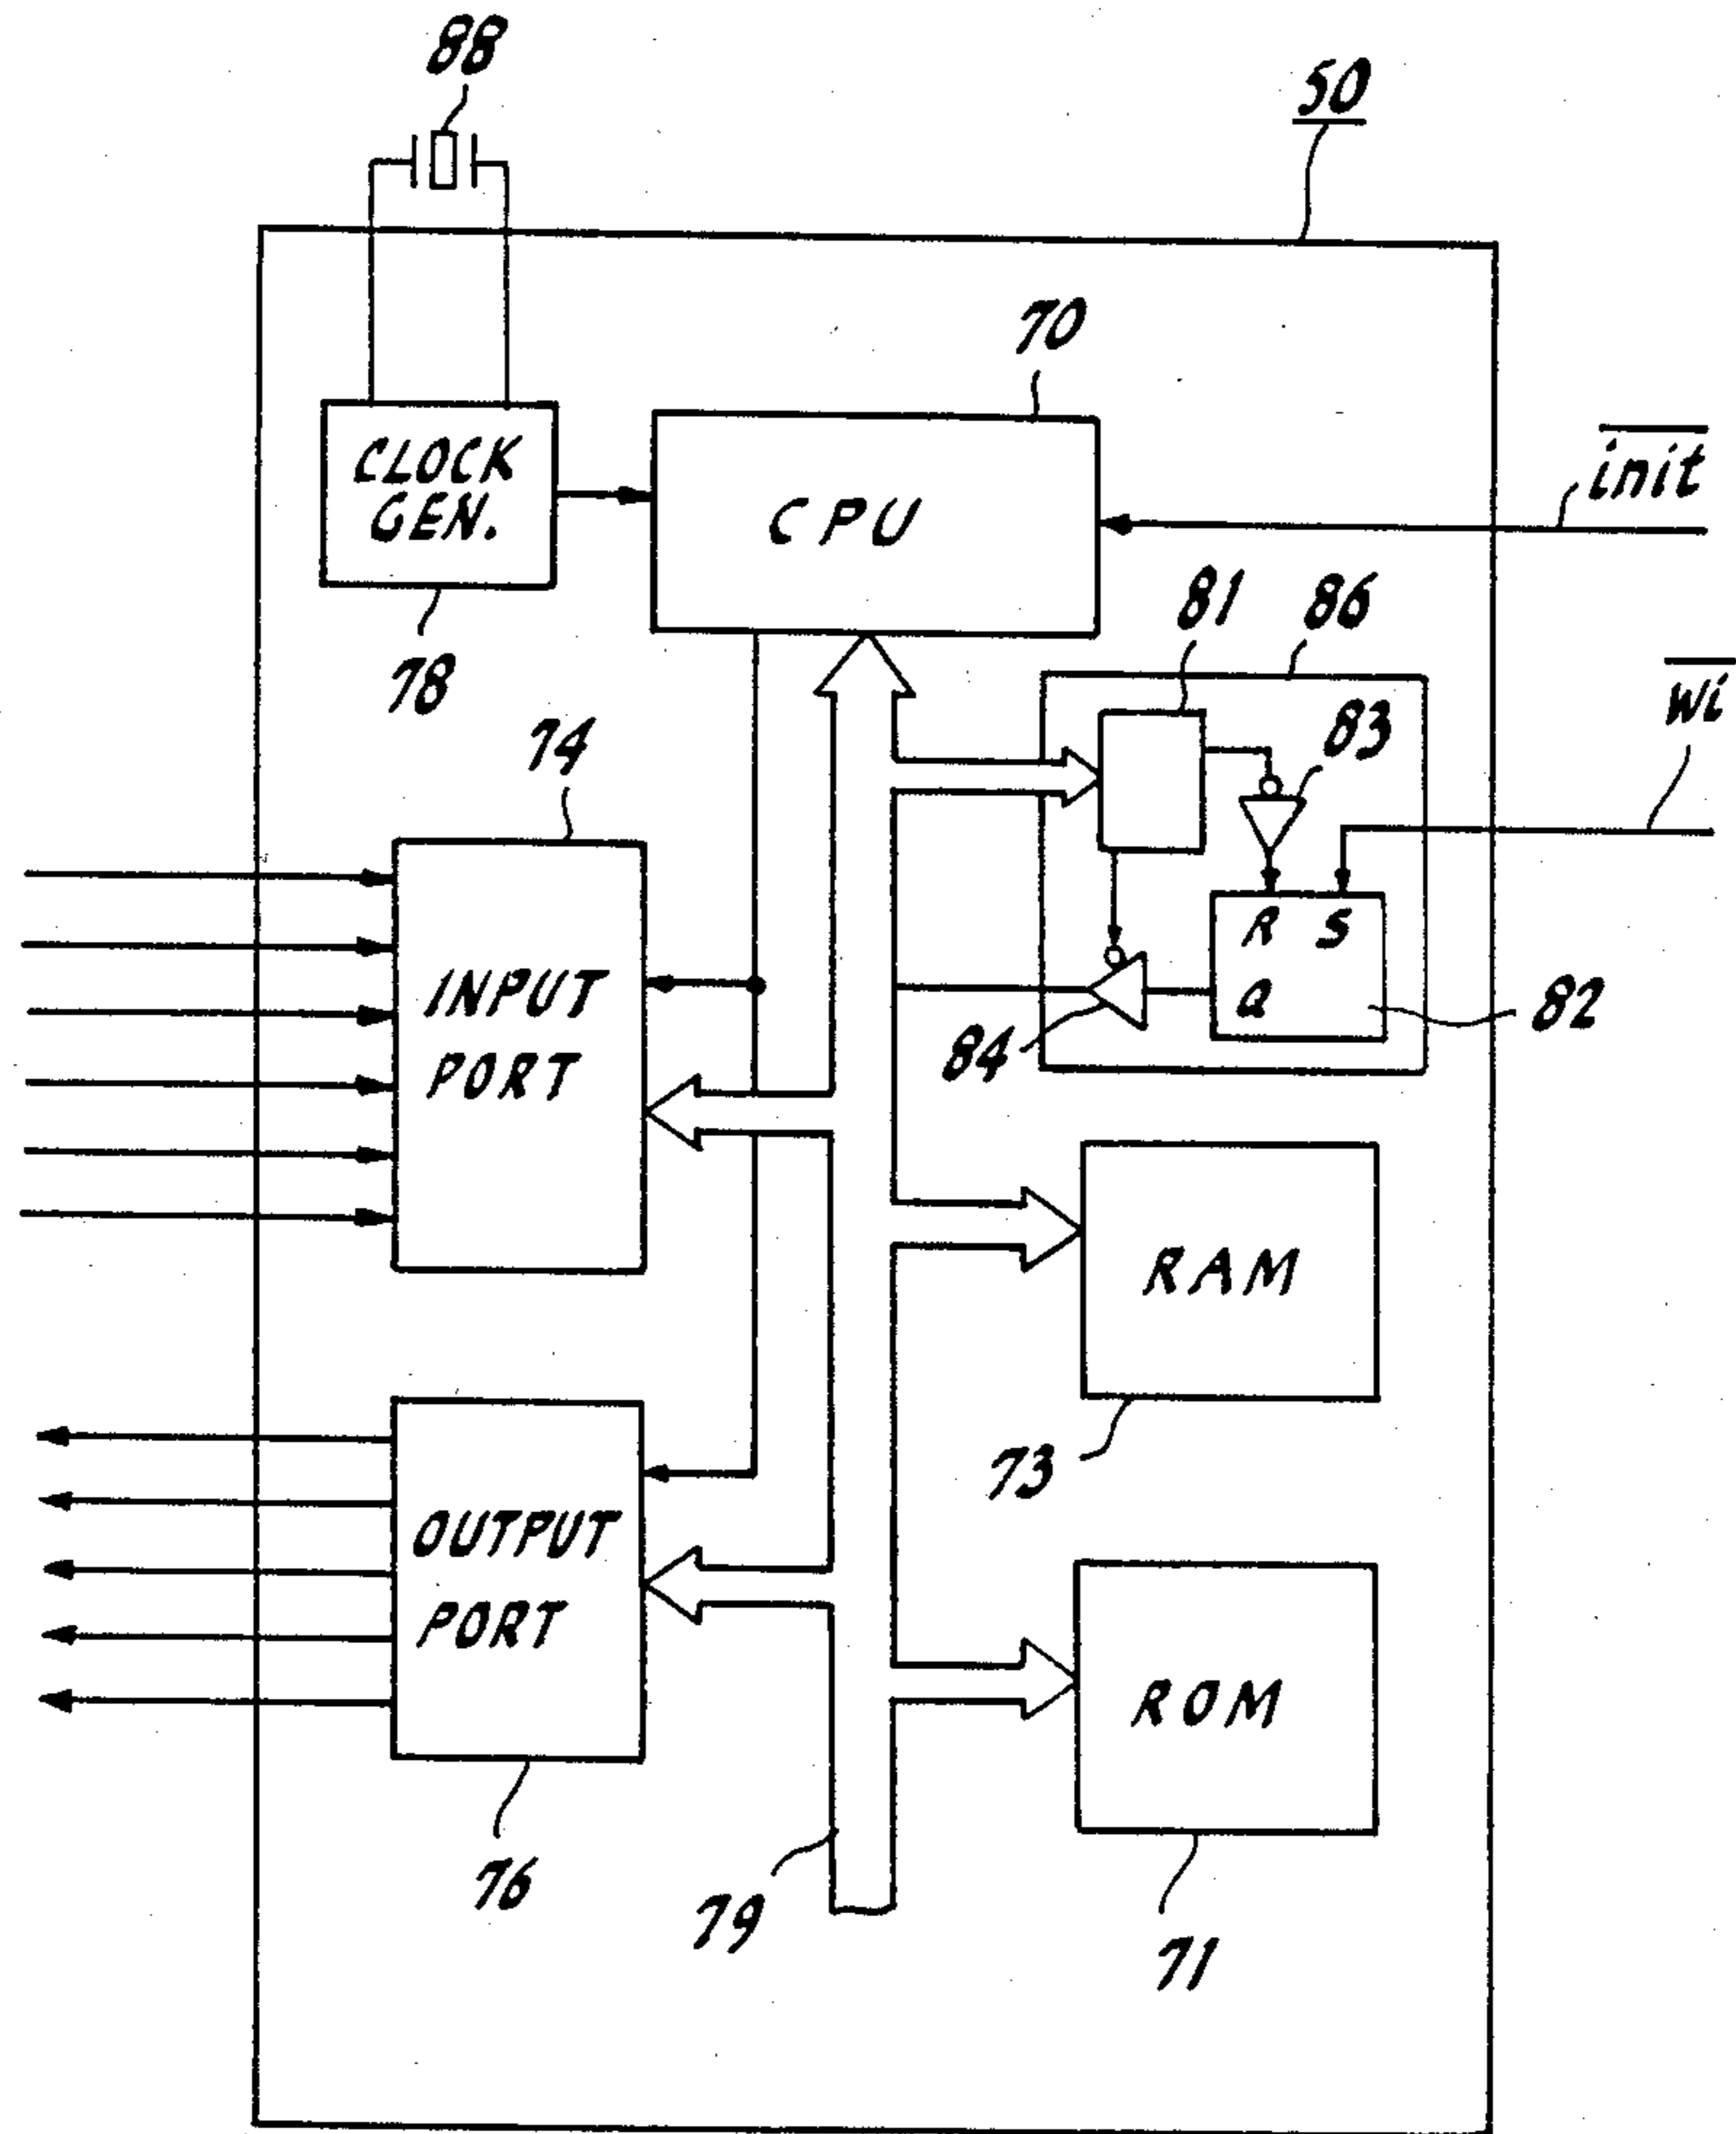 88
50
70
CLOCK
GEN.
CPU
init
78
81
86
Wi
83
74
R S
Q
82
84
INPUT
PORT
RAM
73
OUTPUT
PORT
ROM
76
79
71